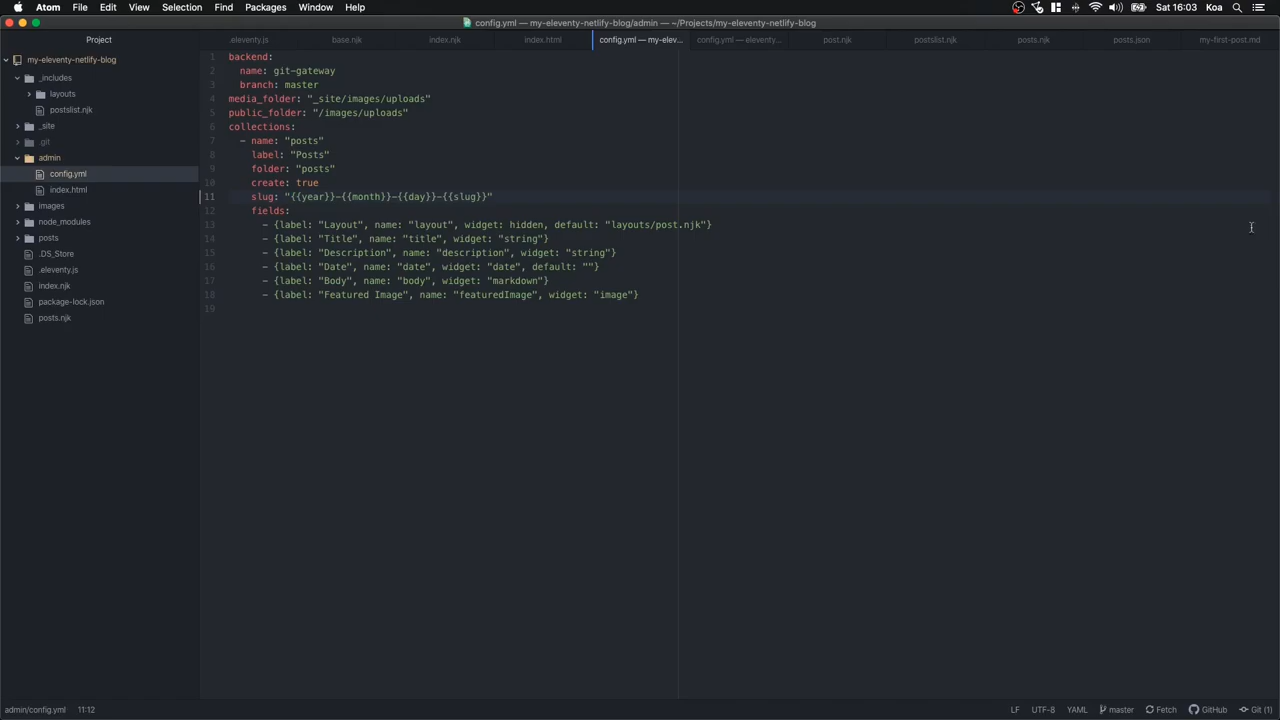 Atom File Edit View Selection Find Packages Window Help Sat 16:03 Koa
config.yml — my-eleventy-netlify-blog/admin — ~/Projects/my-eleventy-netlify-blog
Project
.eleventy.js base.njk index.njk index.html config.yml — my-elev... config.yml — eleventy... post.njk postslist.njk posts.njk posts.json my-first-post.md
my-eleventy-netlify-blog
_includes
layouts
postslist.njk
_site
.git
admin
config.yml
index.html
images
node_modules
posts
.DS_Store
.eleventy.js
index.njk
package-lock.json
posts.njk
1 backend:
2 name: git-gateway
3 branch: master
4 media_folder: "_site/images/uploads"
5 public_folder: "/images/uploads"
6 collections:
7 - name: "posts"
8 label: "Posts"
9 folder: "posts"
10 create: true
11 slug: "{{year}}-{{month}}-{{day}}-{{slug}}"
12 fields:
13 - {label: "Layout", name: "layout", widget: hidden, default: "layouts/post.njk"}
14 - {label: "Title", name: "title", widget: "string"}
15 - {label: "Description", name: "description", widget: "string"}
16 - {label: "Date", name: "date", widget: "date", default: ""}
17 - {label: "Body", name: "body", widget: "markdown"}
18 - {label: "Featured Image", name: "featuredImage", widget: "image"}
19
admin/config.yml 11:12 LF UTF-8 YAML master Fetch GitHub Git (1)